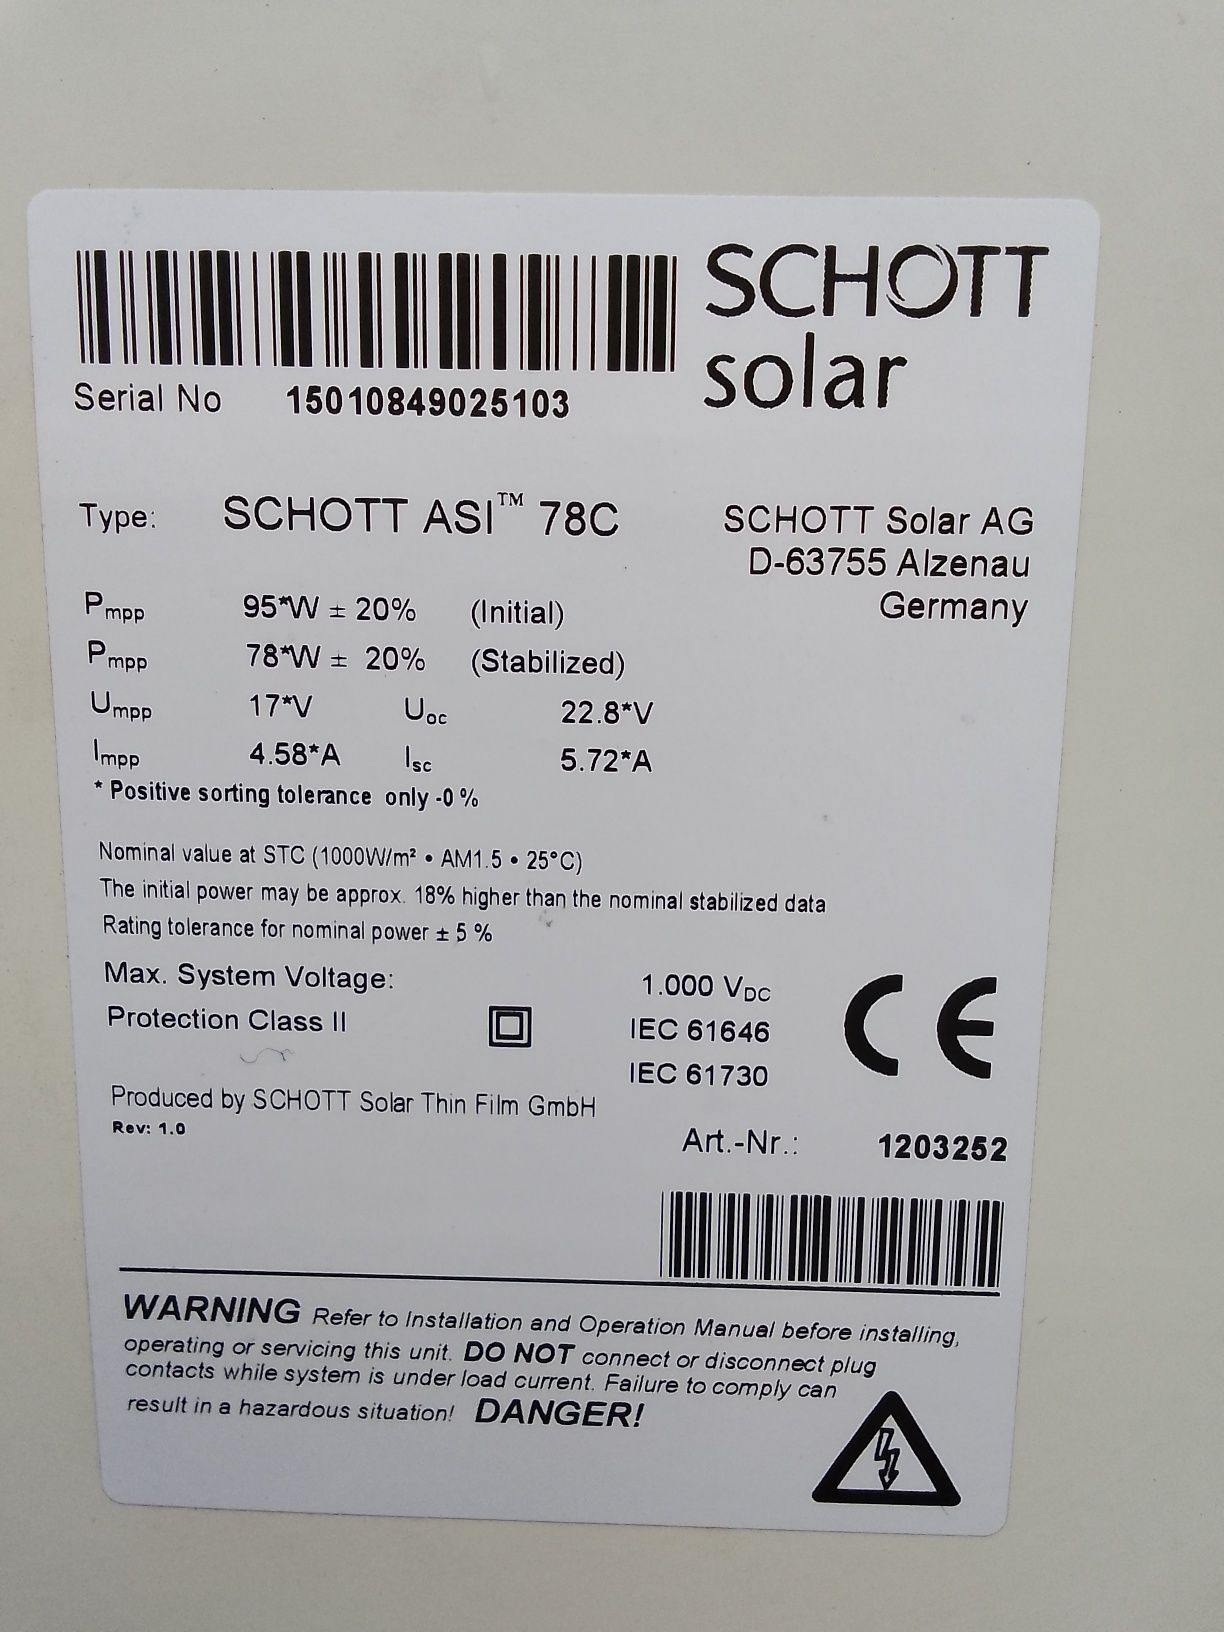 SCHOTT
solar
Serial No 15010849025103
Type: SCHOTT ASI™ 78C
SCHOTT Solar AG
D-63755 Alzenau
Germany
Pmpp 95*W ± 20% (Initial)
Pmpp 78*W ± 20% (Stabilized)
Umpp 17*V Uoc 22.8*V
Impp 4.58*A Isc 5.72*A
* Positive sorting tolerance only -0 %
Nominal value at STC (1000W/m² • AM1.5 • 25°C)
The initial power may be approx. 18% higher than the nominal stabilized data
Rating tolerance for nominal power ± 5 %
Max. System Voltage: 1.000 VDC
Protection Class II IEC 61646
IEC 61730
CE
Produced by SCHOTT Solar Thin Film GmbH
Rev: 1.0
Art.-Nr.: 1203252
WARNING Refer to Installation and Operation Manual before installing,
operating or servicing this unit. DO NOT connect or disconnect plug
contacts while system is under load current. Failure to comply can
result in a hazardous situation! DANGER!